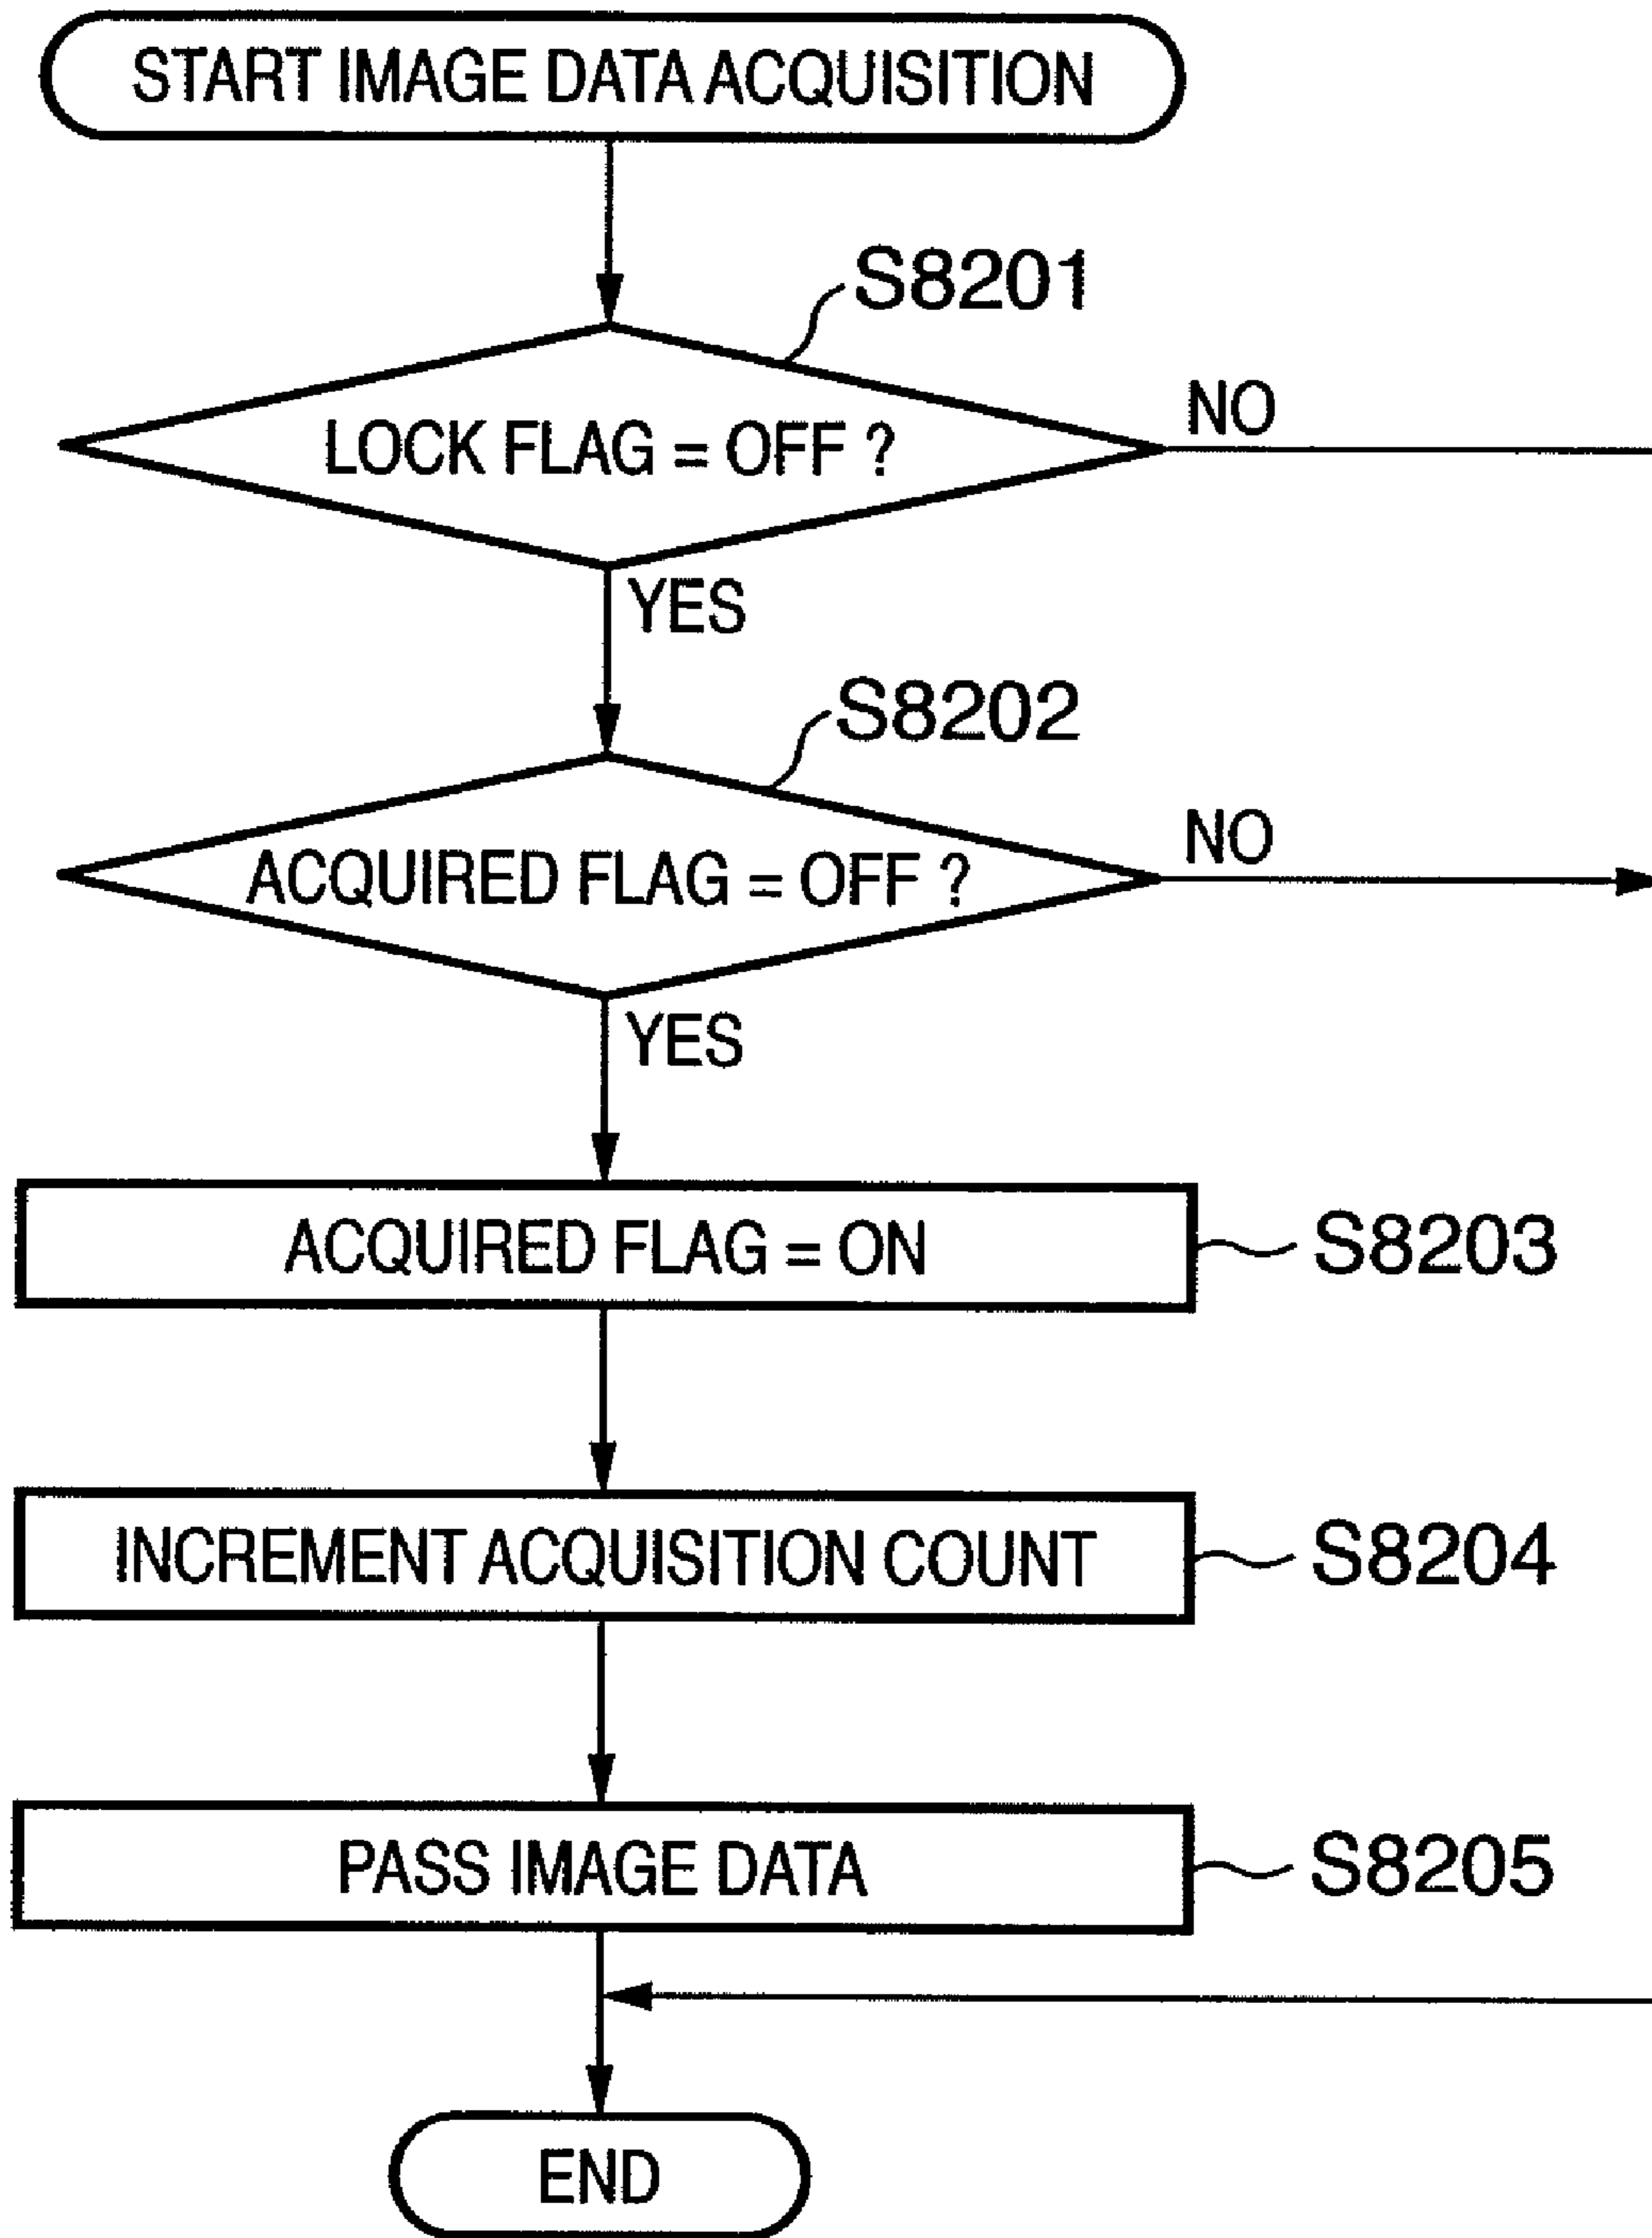 START IMAGE DATA ACQUISITION
S8201
LOCK FLAG = OFF ?
NO
YES
S8202
ACQUIRED FLAG = OFF ?
NO
YES
ACQUIRED FLAG = ON
S8203
INCREMENT ACQUISITION COUNT
S8204
PASS IMAGE DATA
S8205
END